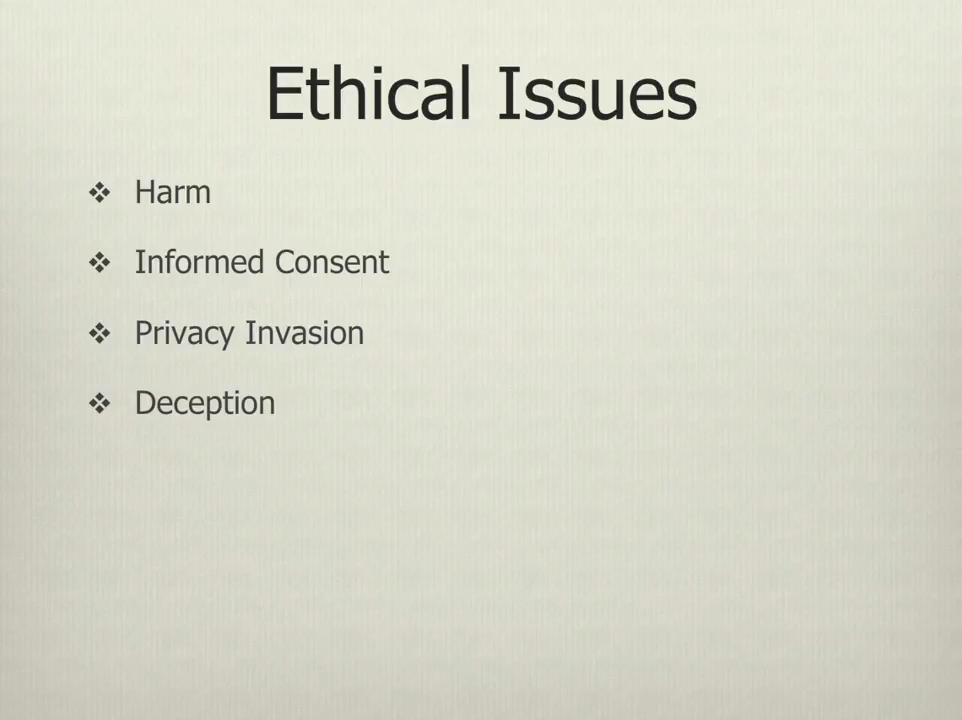 Ethical Issues
❖ Harm
❖ Informed Consent
❖ Privacy Invasion
❖ Deception